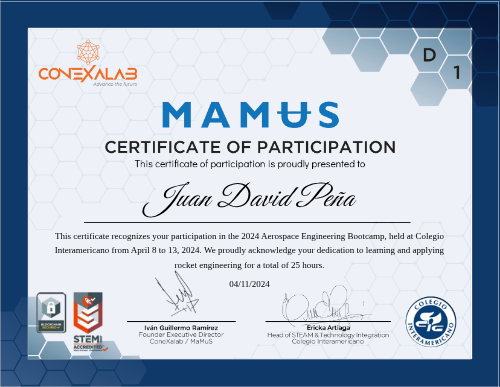 CONEXALAB
Advance the future
D
1
MAMUS
CERTIFICATE OF PARTICIPATION
This certificate of participation is proudly presented to
Juan David Peña
This certificate recognizes your participation in the 2024 Aerospace Engineering Bootcamp, held at Colegio
Interamericano from April 8 to 13, 2024. We proudly acknowledge your dedication to learning and applying
rocket engineering for a total of 25 hours.
04/11/2024
Iván Guillermo Ramírez
Founder Executive Director
ConeXalab / MaMuS
Ericka Artiaga
Head of STEAM & Technology Integration
Colegio Interamericano
BLOCKCHAIN
STEMI
ACCREDITED
COLEGIO
INTERAMERICANO